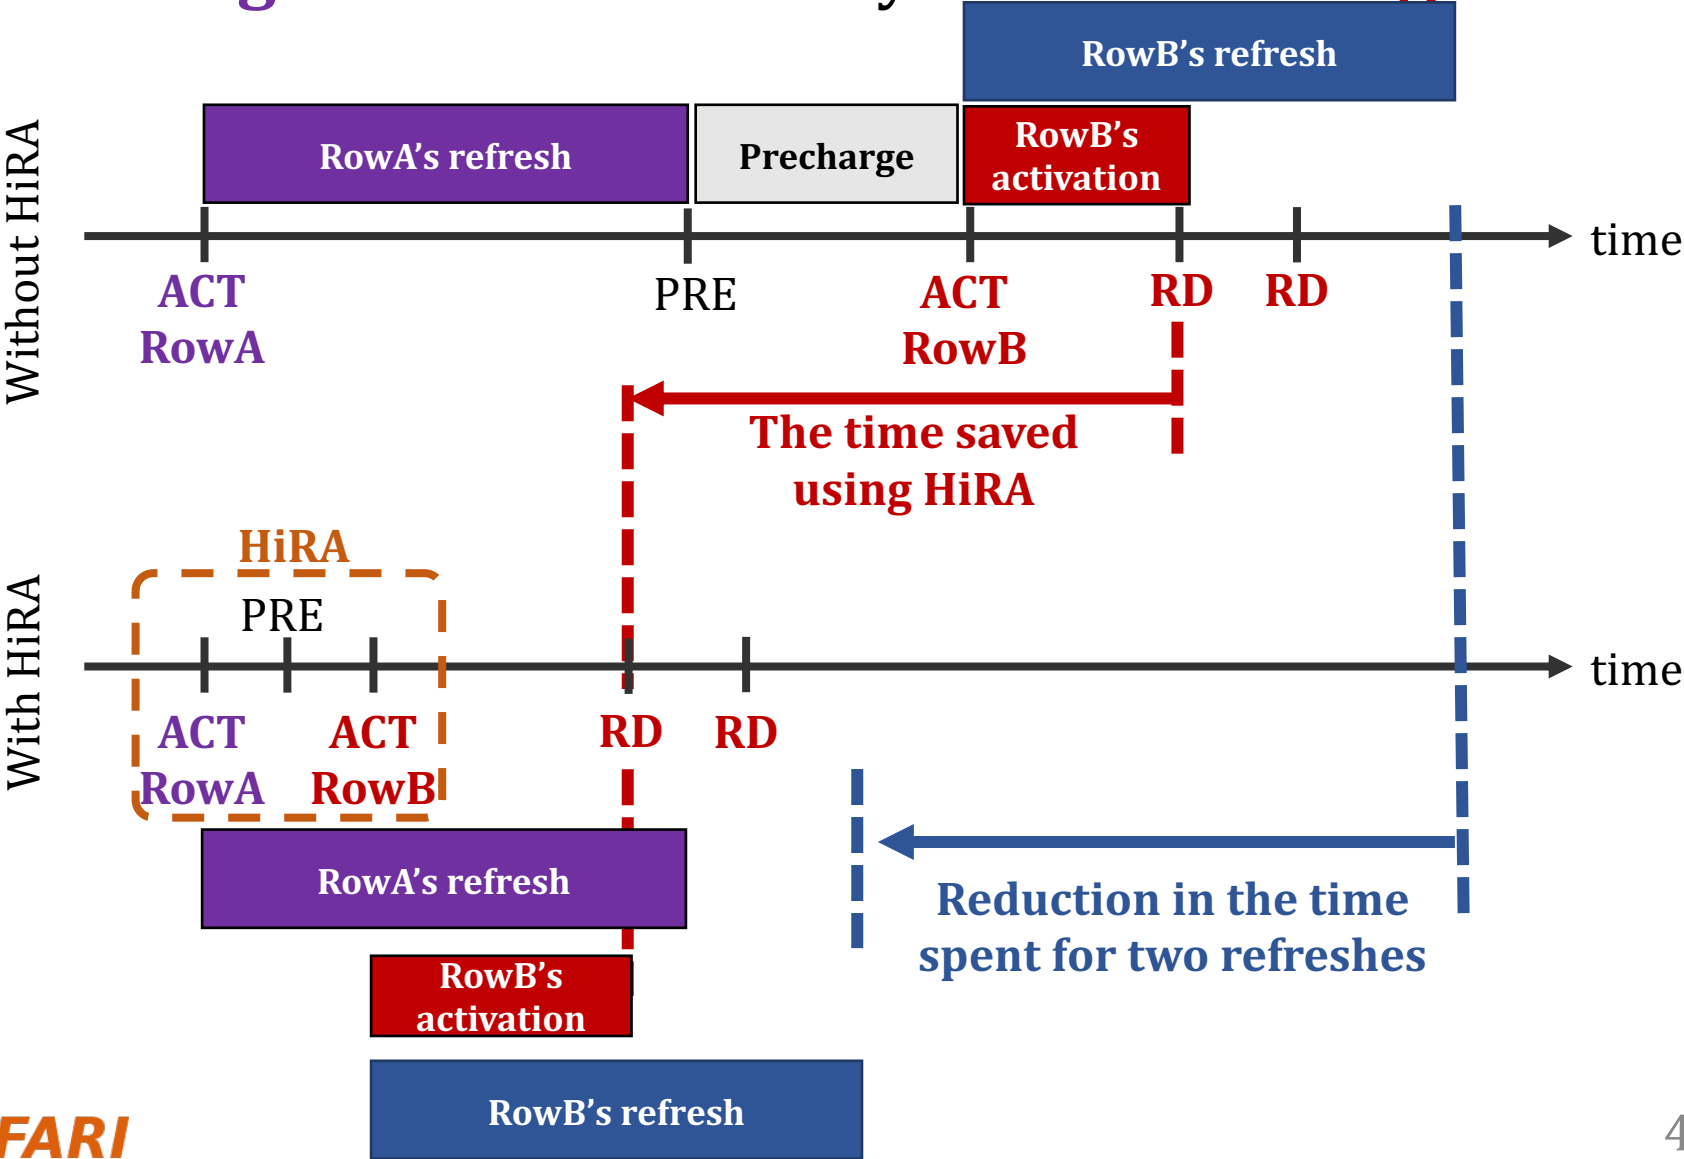 RowB's refresh
RowA's refresh
Precharge
RowB's
activation
Without HiRA
time
ACT
RowA
PRE
ACT
RowB
RD
RD
The time saved
using HiRA
HiRA
PRE
With HiRA
time
ACT
RowA
ACT
RowB
RD
RD
RowA's refresh
Reduction in the time
spent for two refreshes
RowB's
activation
RowB's refresh
FARI
4